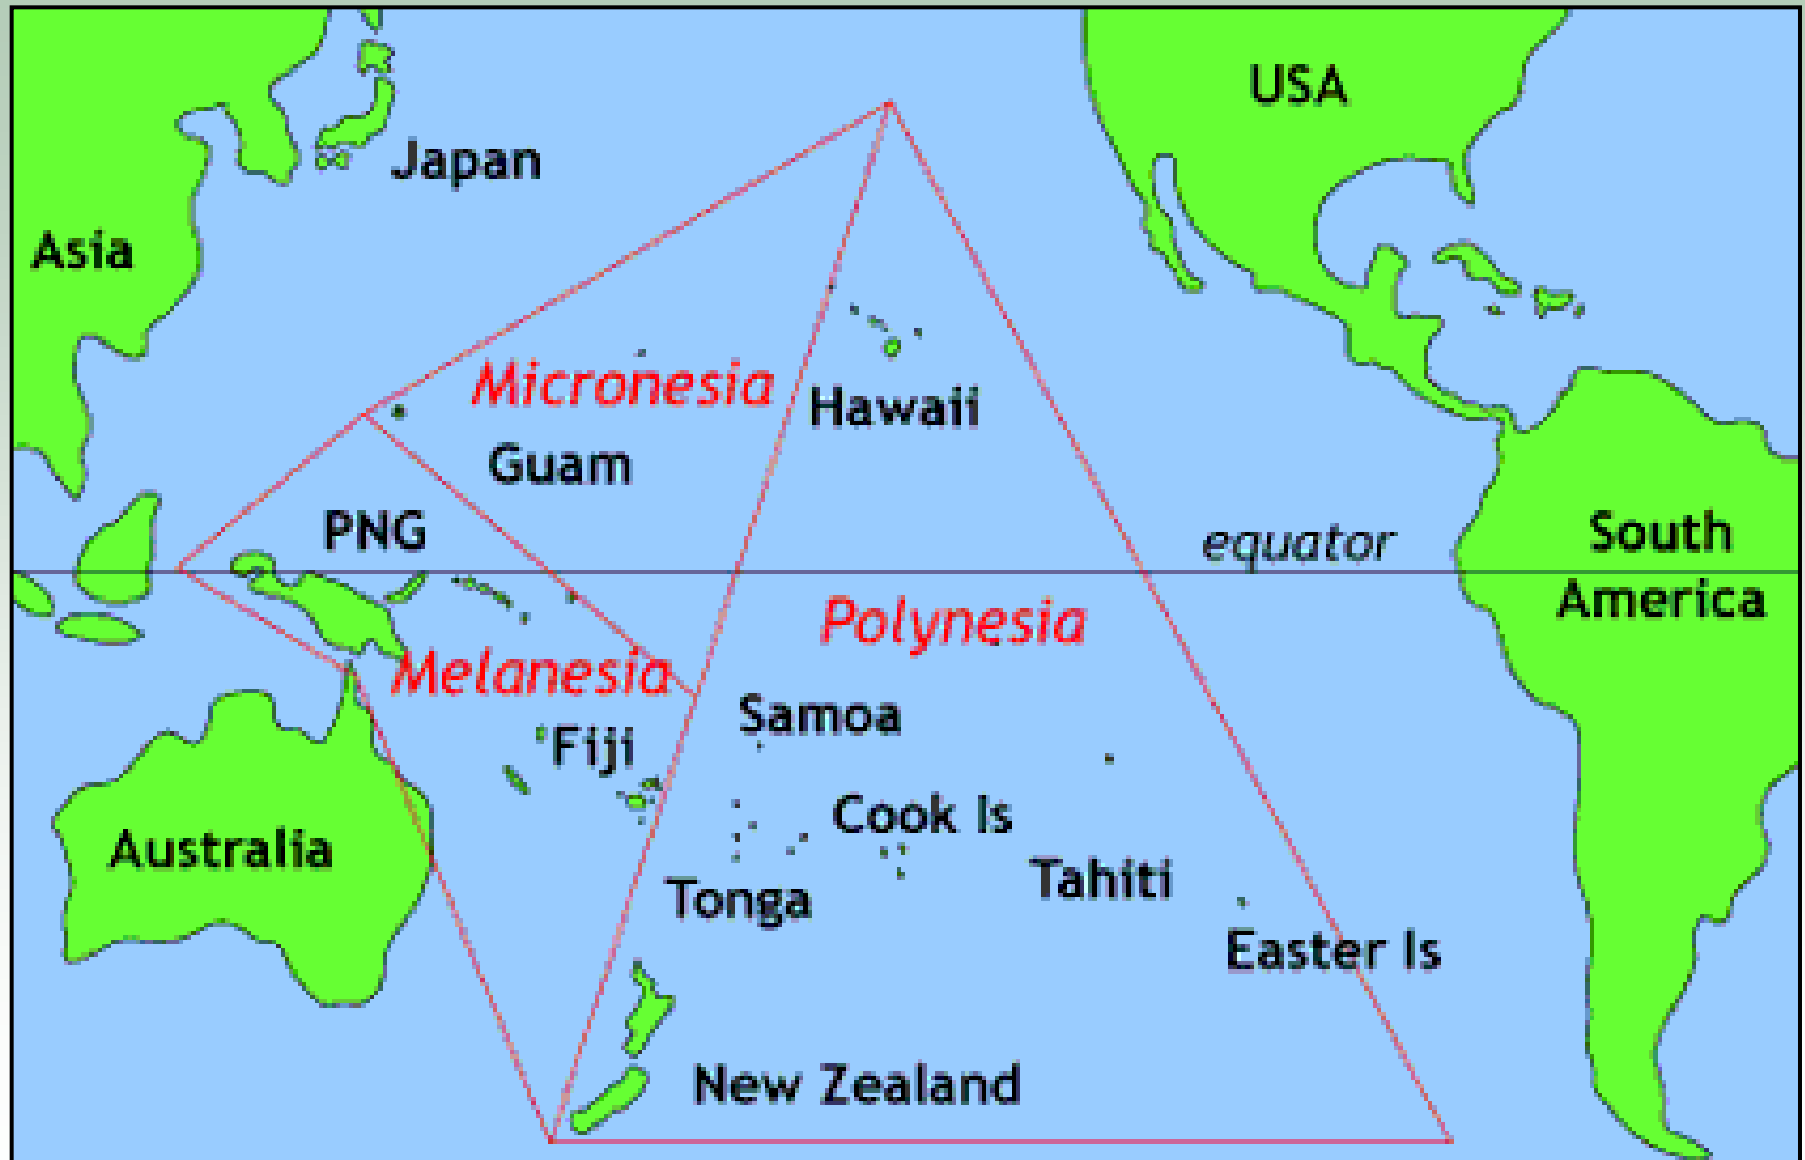 USA
Japan
Asia
Micronesia
Hawaii
Guam
PNG
equator
South
America
Polynesia
Melanesia
Samoa
Fiji
Cook Is
Australia
Tahiti
Tonga
Easter Is
New Zealand